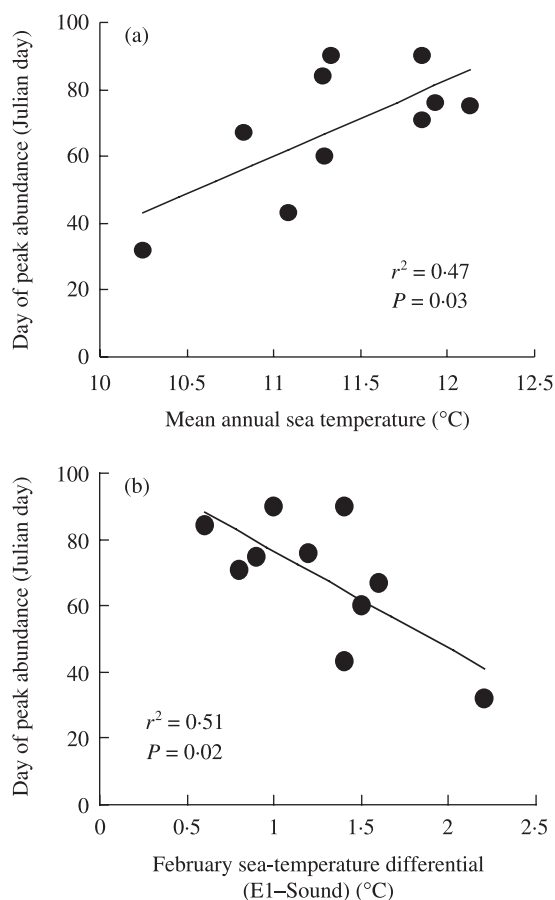 100
(a)
80
60
40
20
0
Day of peak abundance (Julian day)
r² = 0·47
P = 0·03
10
10·5
11
11·5
12
12·5
Mean annual sea temperature (°C)
100
(b)
80
60
40
20
0
Day of peak abundance (Julian day)
r² = 0·51
P = 0·02
0
0·5
1
1·5
2
2·5
February sea-temperature differential
(E1–Sound) (°C)